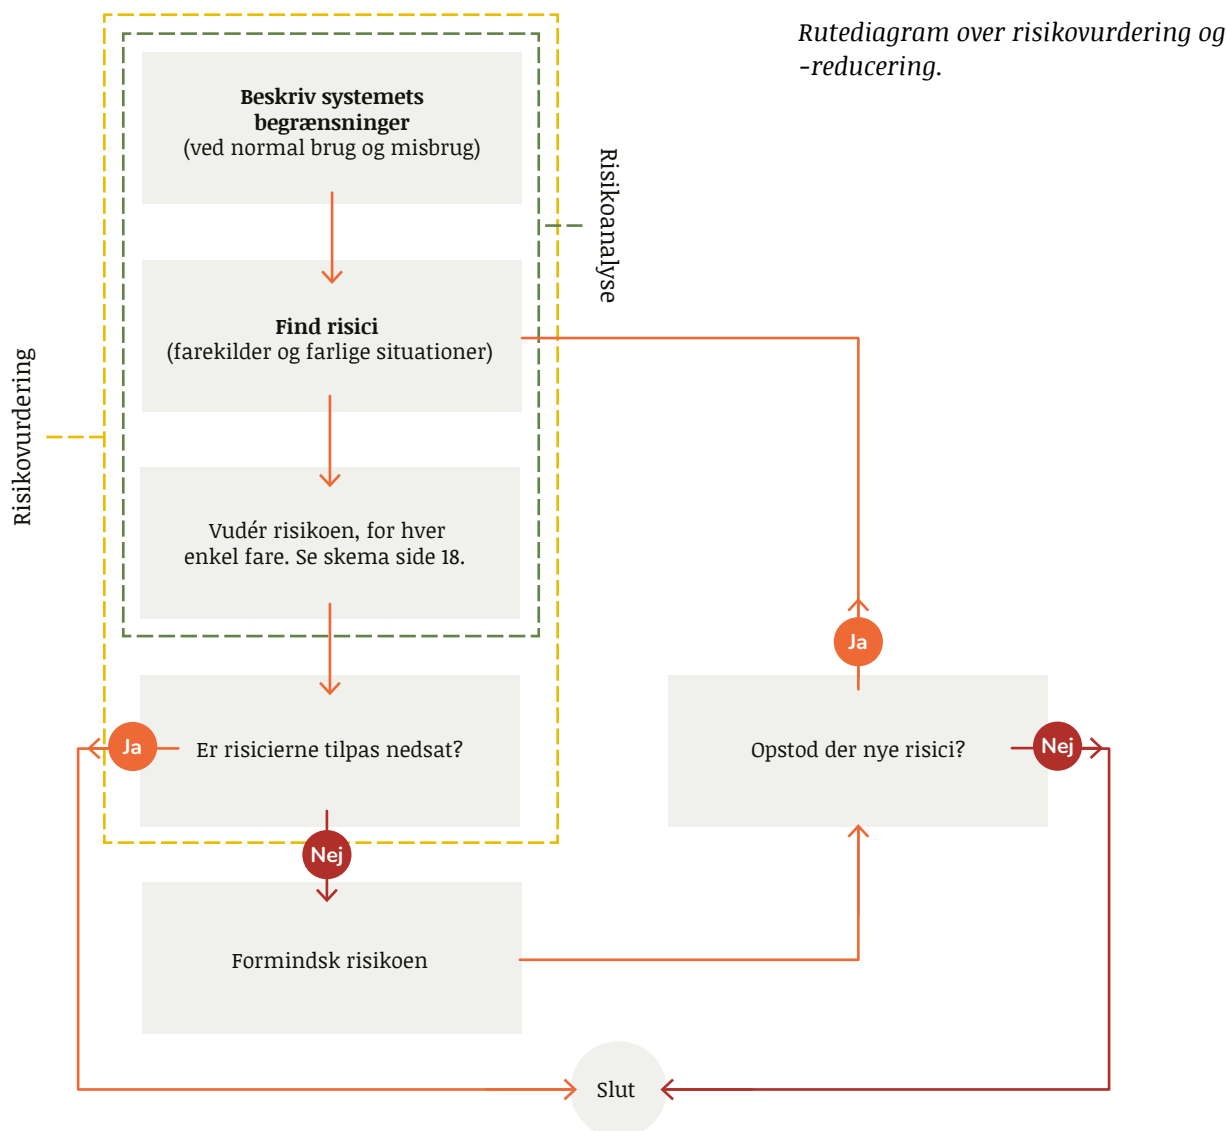 Rutediagram over risikovurdering og
-reducering.
Beskriv systemets
begrænsninger
(ved normal brug og misbrug)
Risikoanalyse
Find risici
(farekilder og farlige situationer)
Risikovurdering
Vudér risikoen, for hver
enkel fare. Se skema side 18.
Ja
Ja
Er risicierne tilpas nedsat?
Opstod der nye risici?
Nej
Nej
Formindsk risikoen
Slut